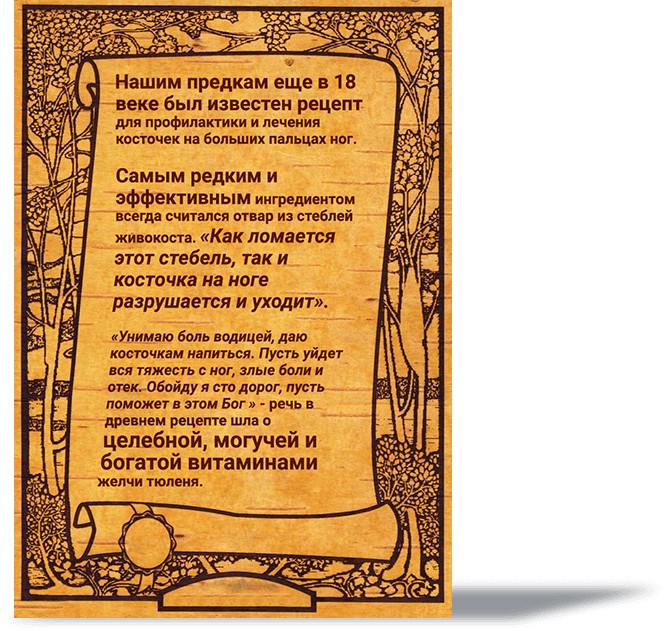 Нашим предкам еще в 18
веке был известен рецепт
для профилактики и лечения
косточек на больших пальцах ног.
Самым редким и
эффективным ингредиентом
всегда считался отвар из стеблей
живокоста. «Как ломается
этот стебель, так и
косточка на ноге
разрушается и уходит».
«Унимаю боль водицей, даю
косточкам напиться. Пусть уйдет
вся тяжесть с ног, злые боли и
отек. Обойду я сто дорог, пусть
поможет в этом Бог » - речь в
древнем рецепте шла о
целебной, могучей и
богатой витаминами
желчи тюленя.